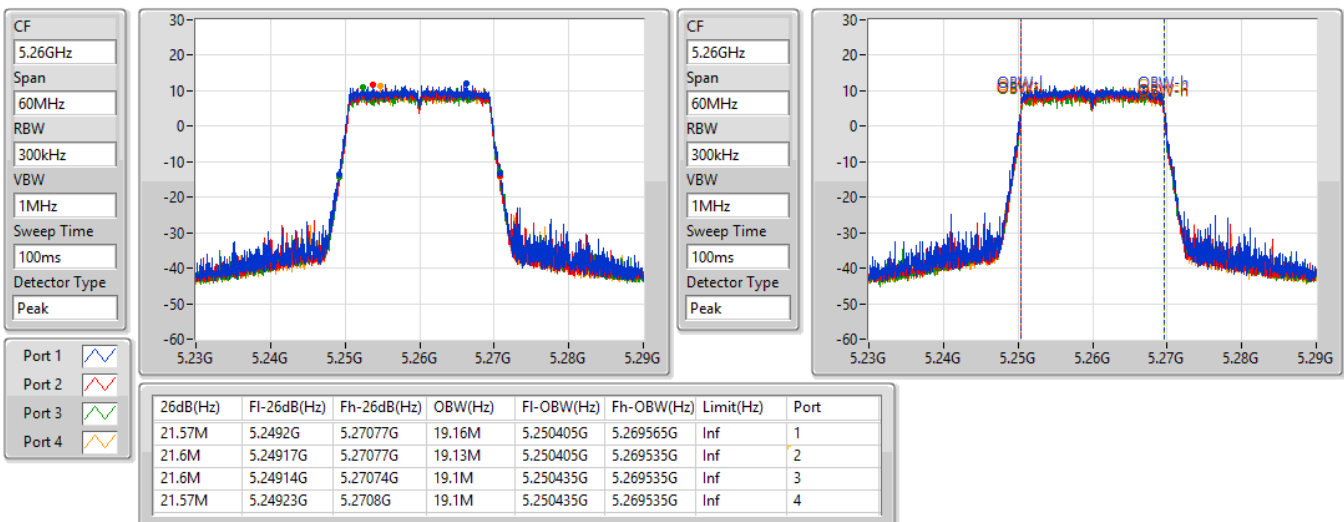 CF
5.26GHz
Span
60MHz
RBW
300kHz
VBW
1MHz
Sweep Time
100ms
Detector Type
Peak
30
20
10
0
-10
-20
-30
-40
-50
-60
5.23G 5.24G 5.25G 5.26G 5.27G 5.28G 5.29G
CF
5.26GHz
Span
60MHz
RBW
300kHz
VBW
1MHz
Sweep Time
100ms
Detector Type
Peak
30
20
10
0
-10
-20
-30
-40
-50
-60
OBW-l OBW-h
5.23G 5.24G 5.25G 5.26G 5.27G 5.28G 5.29G
Port 1
Port 2
Port 3
Port 4
26dB(Hz) Fl-26dB(Hz) Fh-26dB(Hz) OBW(Hz) Fl-OBW(Hz) Fh-OBW(Hz) Limit(Hz) Port
21.57M 5.2492G 5.27077G 19.16M 5.250405G 5.269565G Inf 1
21.6M 5.24917G 5.27077G 19.13M 5.250405G 5.269535G Inf 2
21.6M 5.24914G 5.27074G 19.1M 5.250435G 5.269535G Inf 3
21.57M 5.24923G 5.2708G 19.1M 5.250435G 5.269535G Inf 4